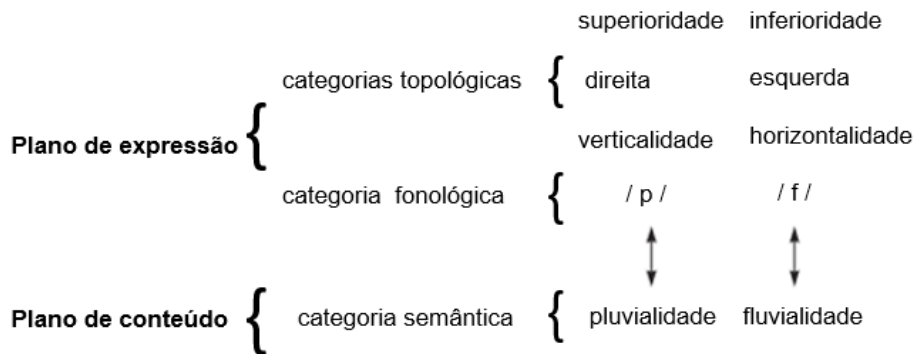 superioridade inferioridade
categorias topológicas { direita esquerda
Plano de expressão { verticalidade horizontalidade
categoria fonológica { / p / / f /
Plano de conteúdo { categoria semântica { pluvialidade fluvialidade